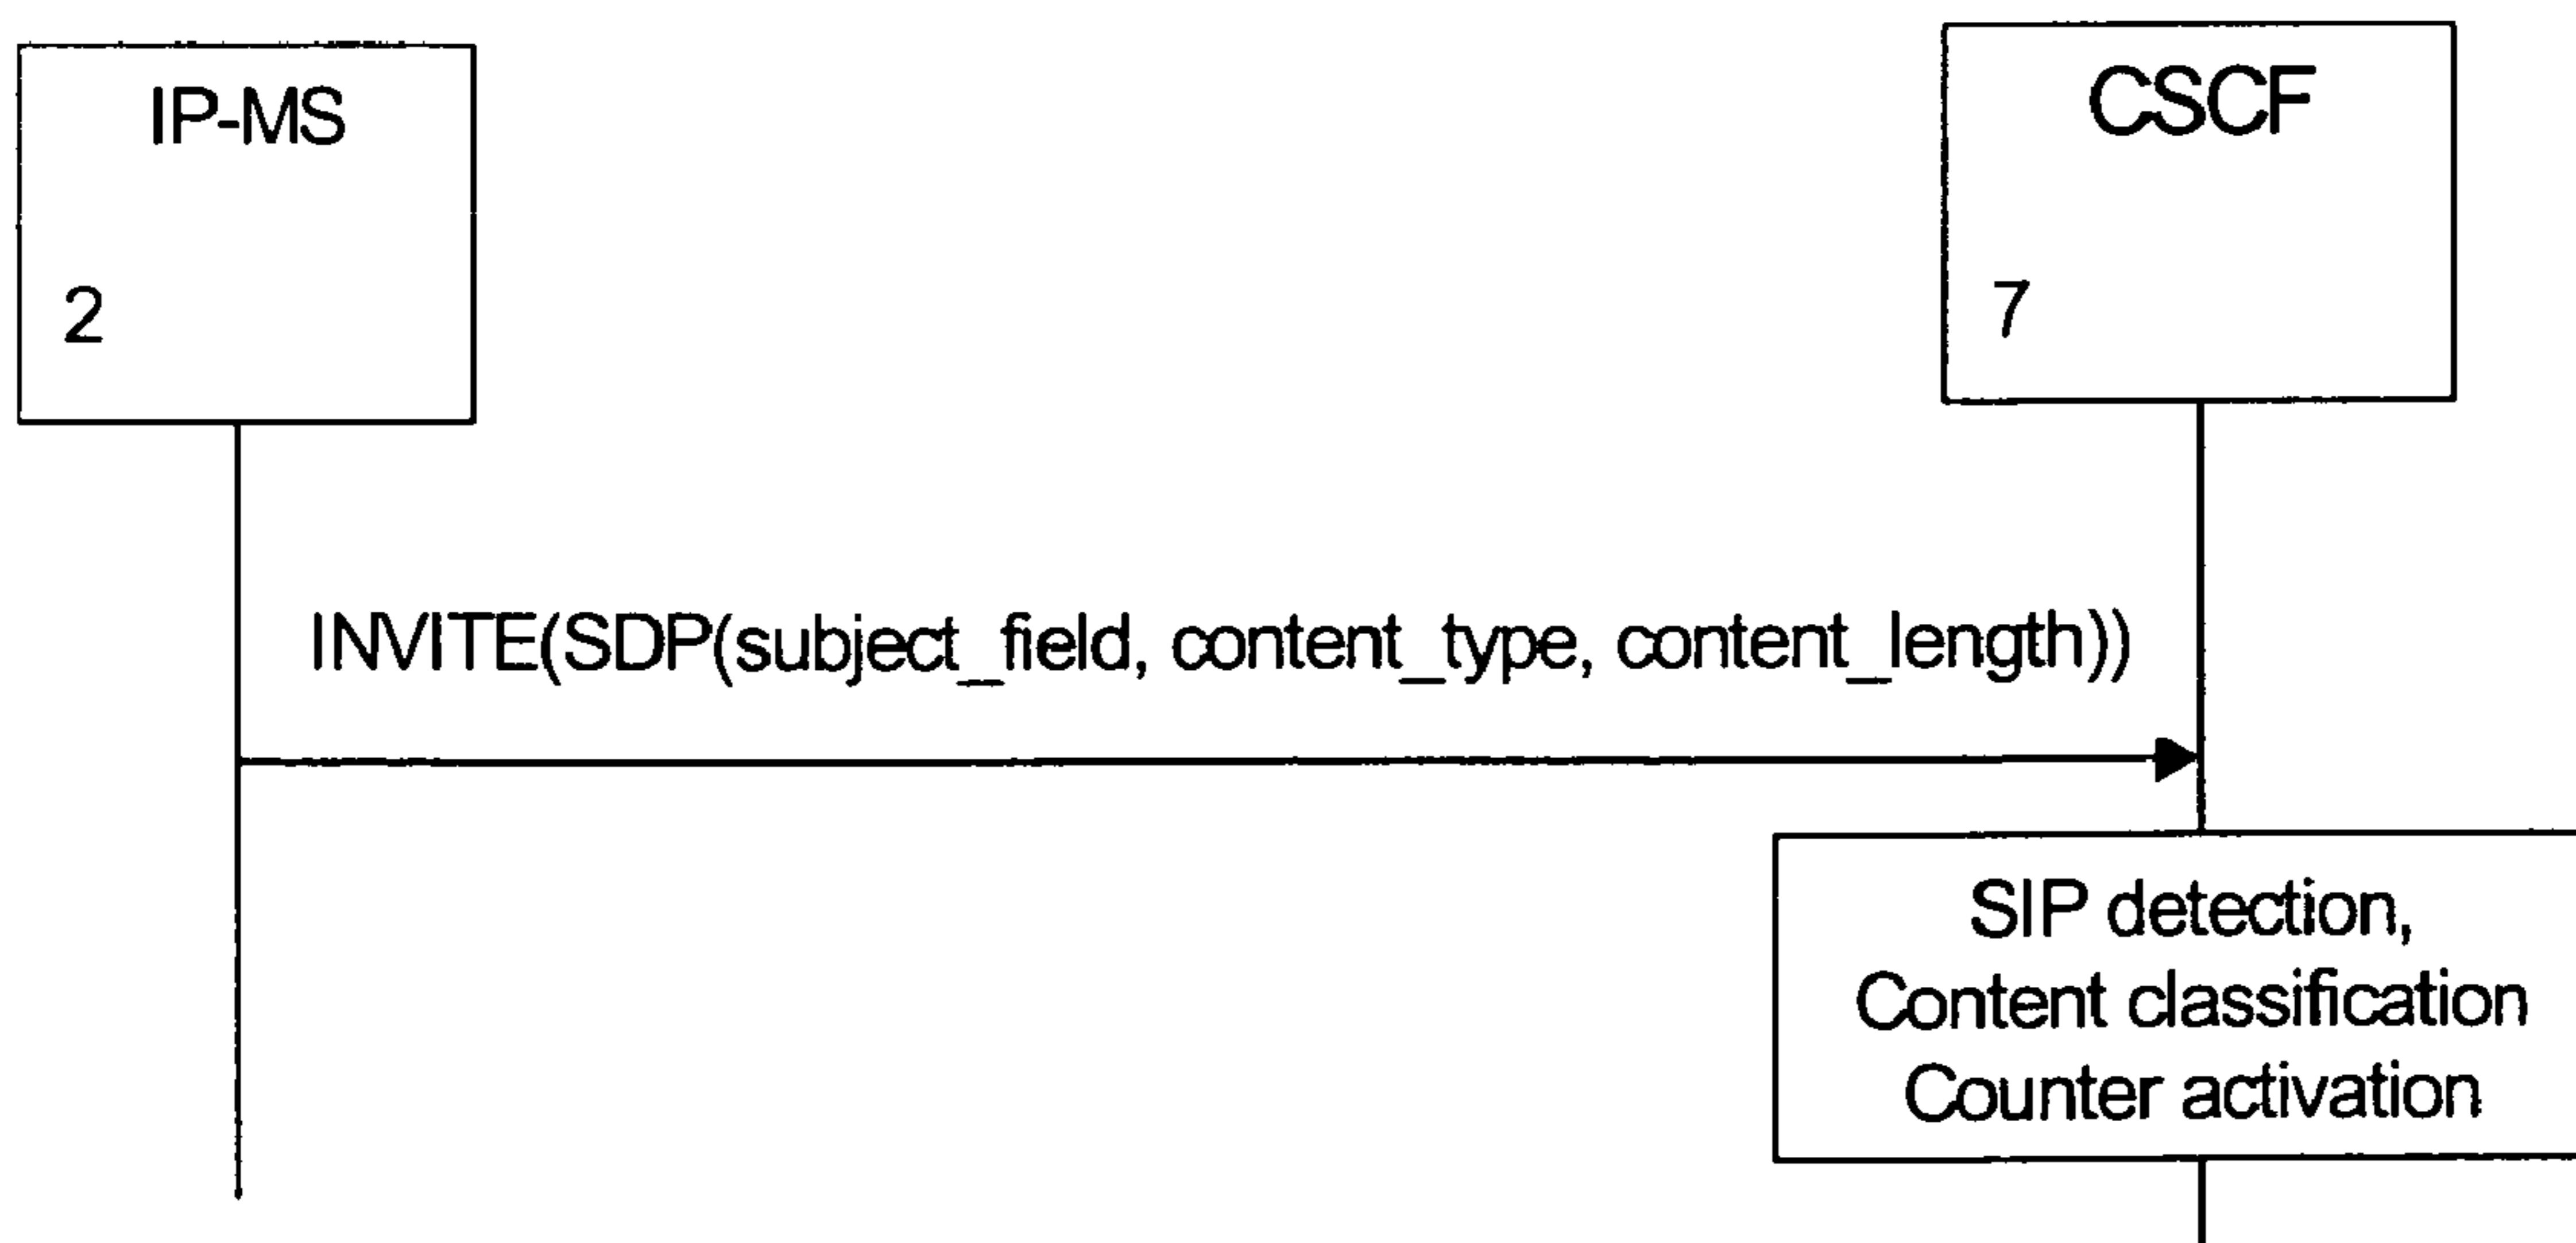 IP-MS
2
CSCF
7
INVITE(SDP(subject_field, content_type, content_length))
SIP detection,
Content classification
Counter activation